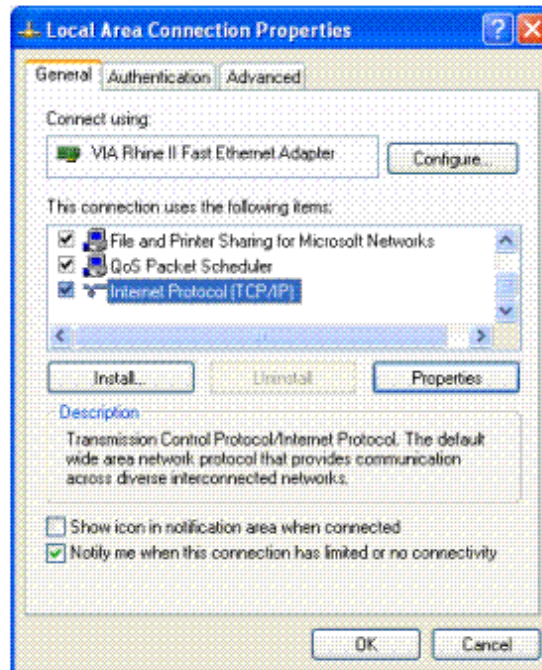 Local Area Connection Properties
General Authentication Advanced
Connect using:
VIA Rhine II Fast Ethernet Adapter Configure...
This connection uses the following items:
File and Printer Sharing for Microsoft Networks
QoS Packet Scheduler
Internet Protocol (TCP/IP)
Install... Uninstall Properties
Description
Transmission Control Protocol/Internet Protocol. The default
wide area network protocol that provides communication
across diverse interconnected networks.
Show icon in notification area when connected
Notify me when this connection has limited or no connectivity
OK Cancel